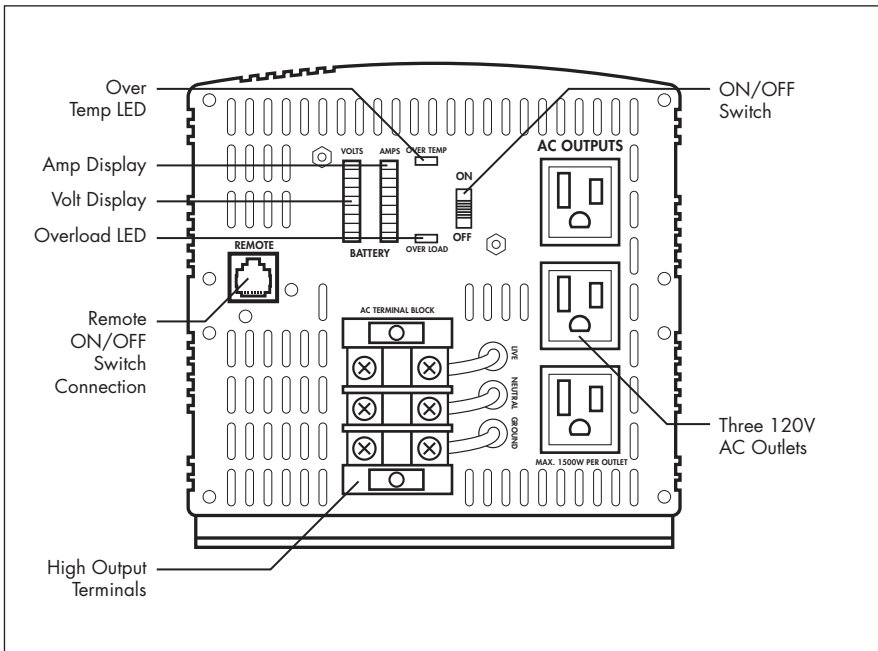 Over
Temp LED
Amp Display
Volt Display
Overload LED
Remote
ON/OFF
Switch
Connection
High Output
Terminals
VOLTS
AMPS
OVER TEMP
BATTERY
OVER LOAD
ON
OFF
REMOTE
AC TERMINAL BLOCK
LIVE
NEUTRAL
GROUND
AC OUTPUTS
MAX. 1500W PER OUTLET
ON/OFF
Switch
Three 120V
AC Outlets